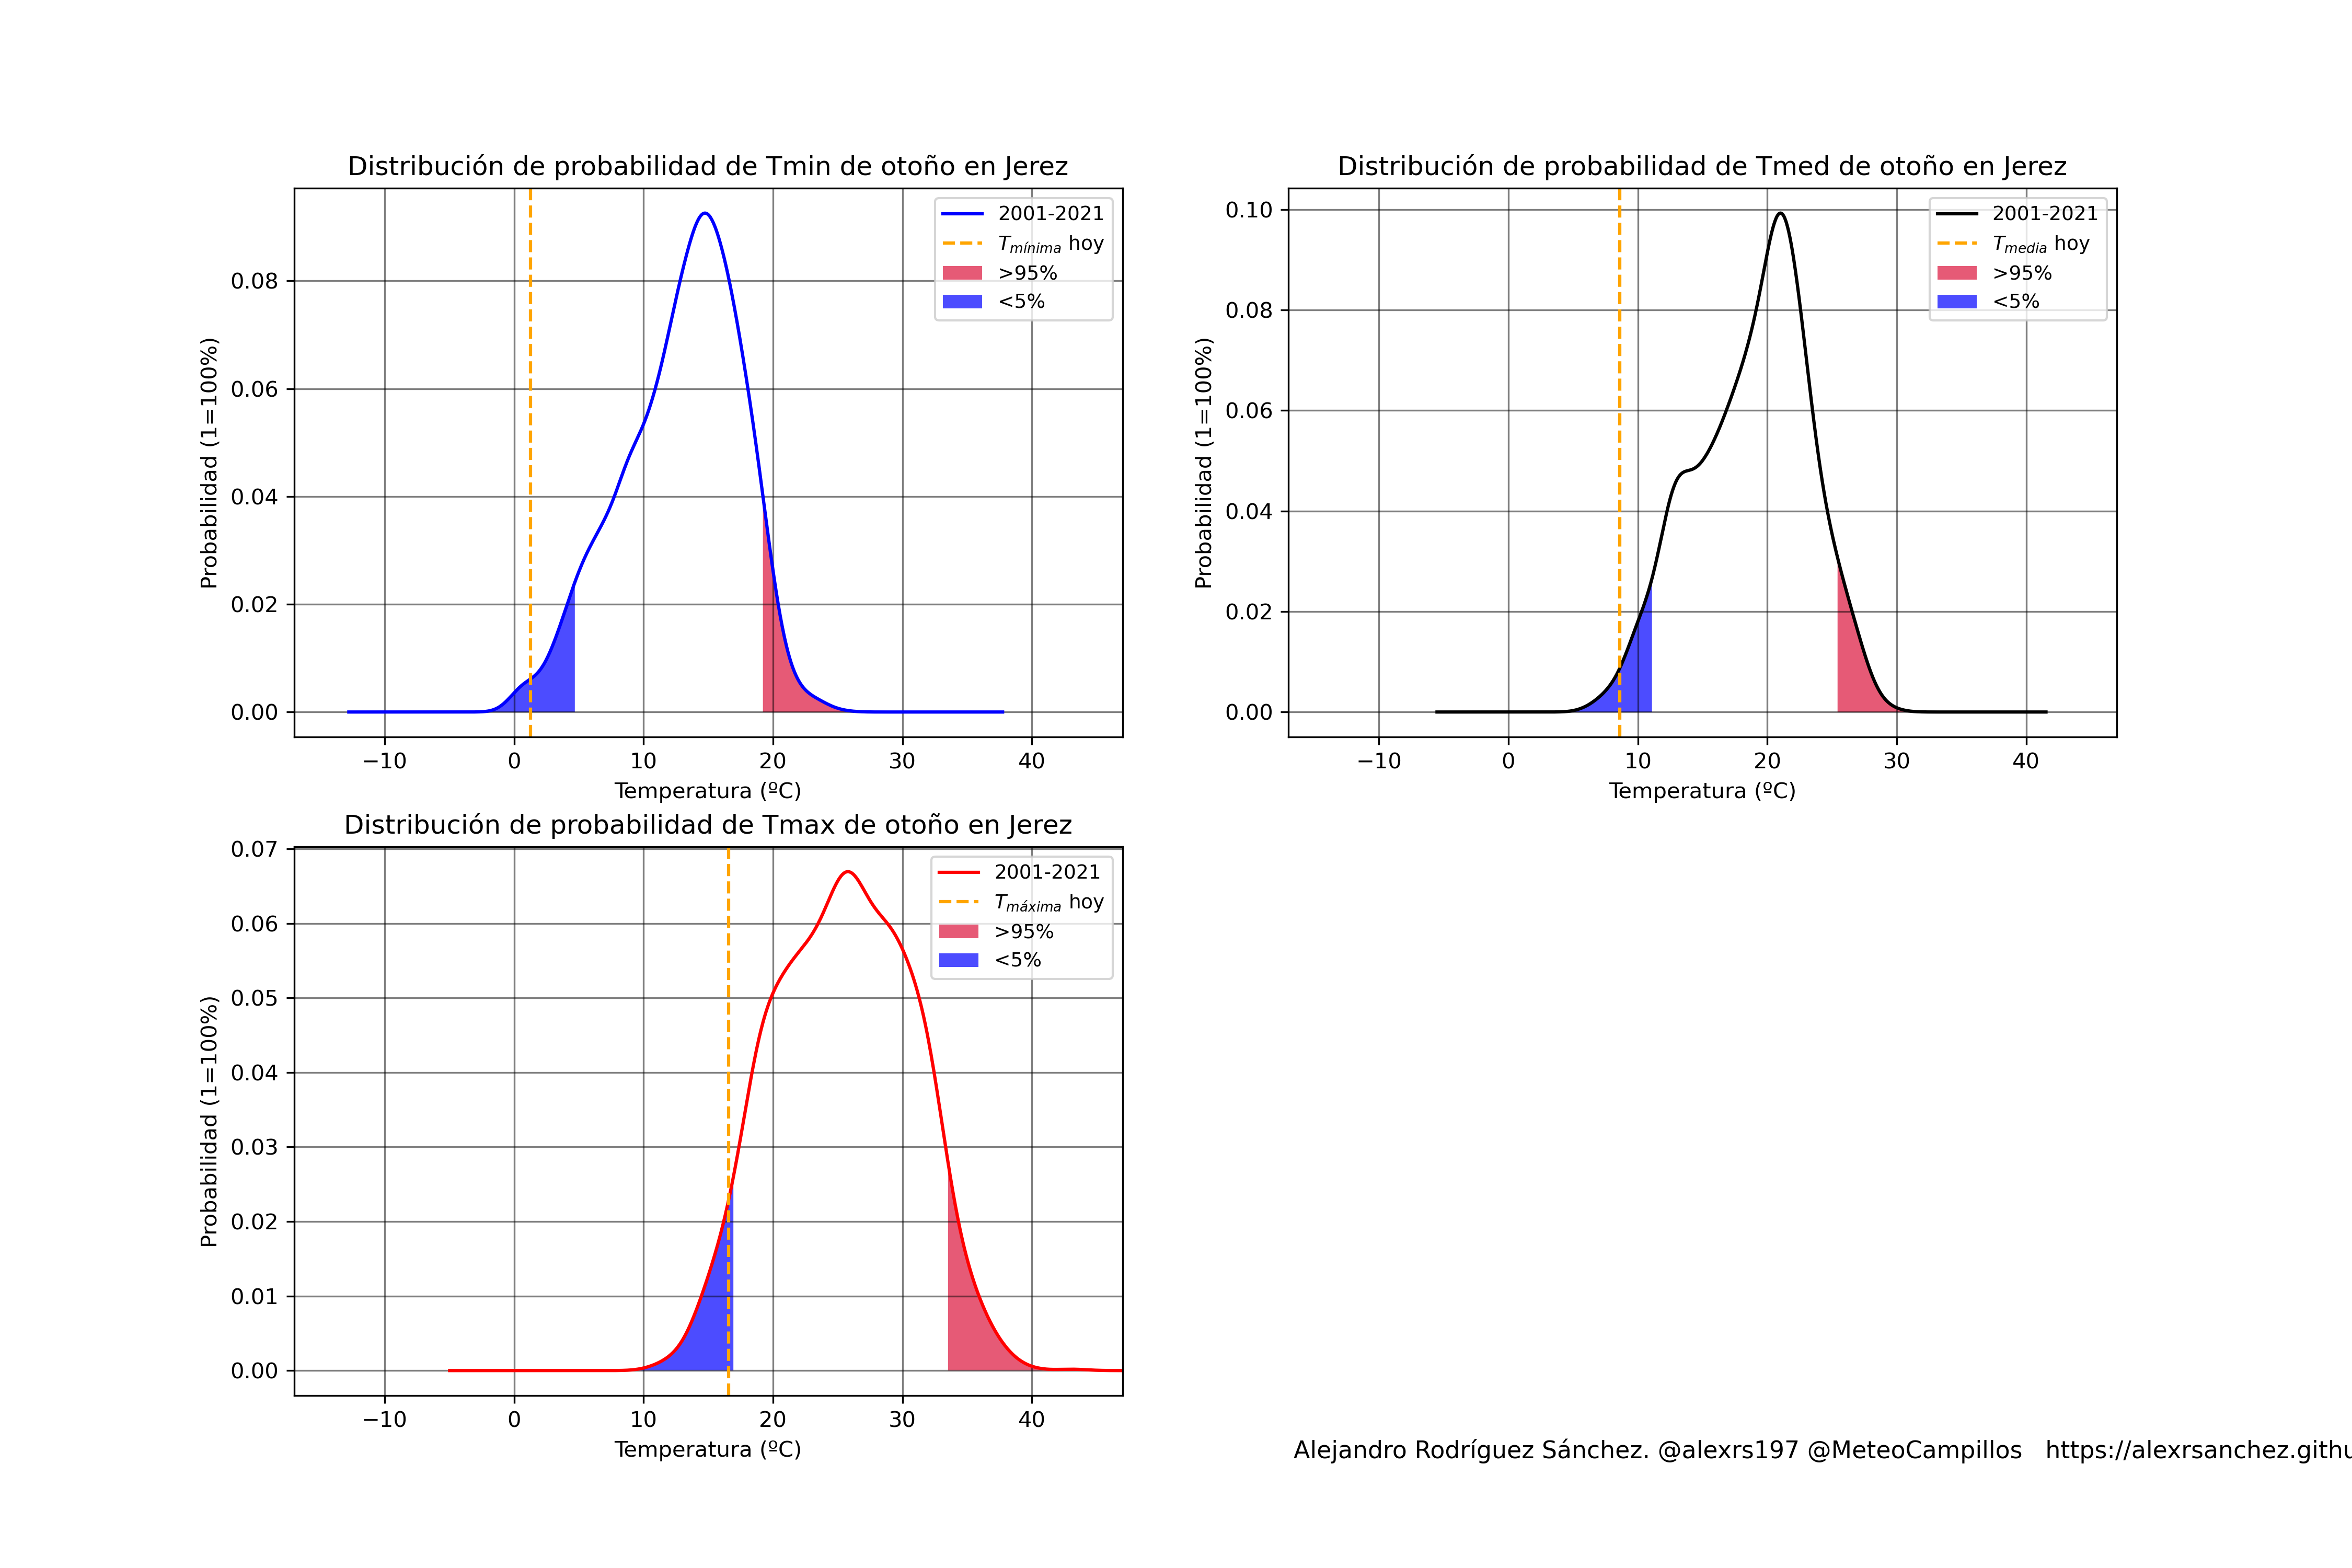 Distribución de probabilidad de Tmin de otoño en Jerez
2001-2021
Tmínima hoy
>95%
<5%
0.08
0.06
0.04
0.02
0.00
Probabilidad (1=100%)
−10 0 10 20 30 40
Temperatura (ºC)
Distribución de probabilidad de Tmed de otoño en Jerez
2001-2021
Tmedia hoy
>95%
<5%
0.10
0.08
0.06
0.04
0.02
0.00
Probabilidad (1=100%)
−10 0 10 20 30 40
Temperatura (ºC)
Distribución de probabilidad de Tmax de otoño en Jerez
2001-2021
Tmáxima hoy
>95%
<5%
0.07
0.06
0.05
0.04
0.03
0.02
0.01
0.00
Probabilidad (1=100%)
−10 0 10 20 30 40
Temperatura (ºC)
Alejandro Rodríguez Sánchez. @alexrs197 @MeteoCampillos https://alexrsanchez.githu